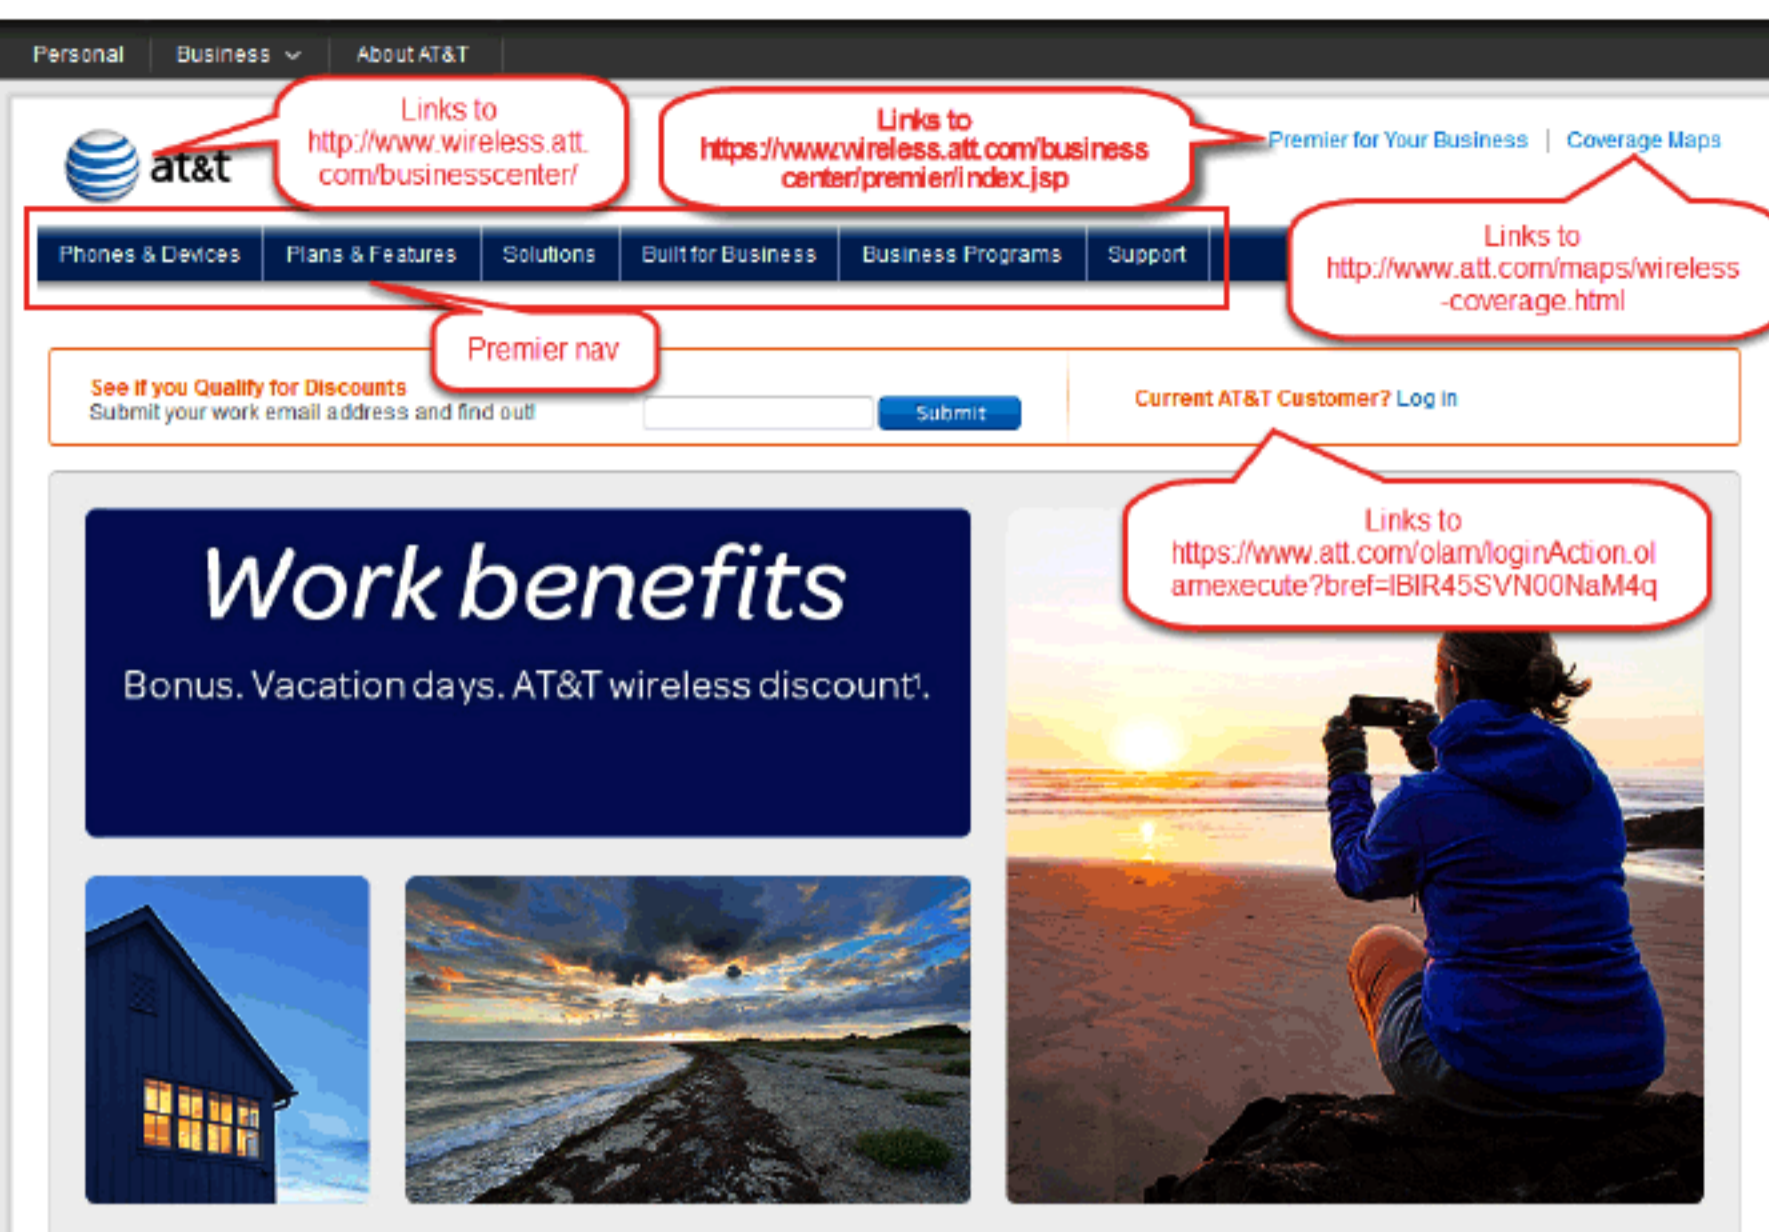 Personal Business About AT&T
Links to
http://www.wireless.att.
com/businesscenter/
Links to
https://www.wireless.att.com/business
center/premier/index.jsp
Premier for Your Business | Coverage Maps
at&t
Links to
http://www.att.com/maps/wireless
-coverage.html
Phones & Devices Plans & Features Solutions Built for Business Business Programs Support
Premier nav
See if you Qualify for Discounts
Submit your work email address and find out!
Submit
Current AT&T Customer? Log in
Links to
https://www.att.com/olam/loginAction.ol
amexecute?bref=IBIR45SVN00NaM4q
Work benefits
Bonus. Vacation days. AT&T wireless discount¹.